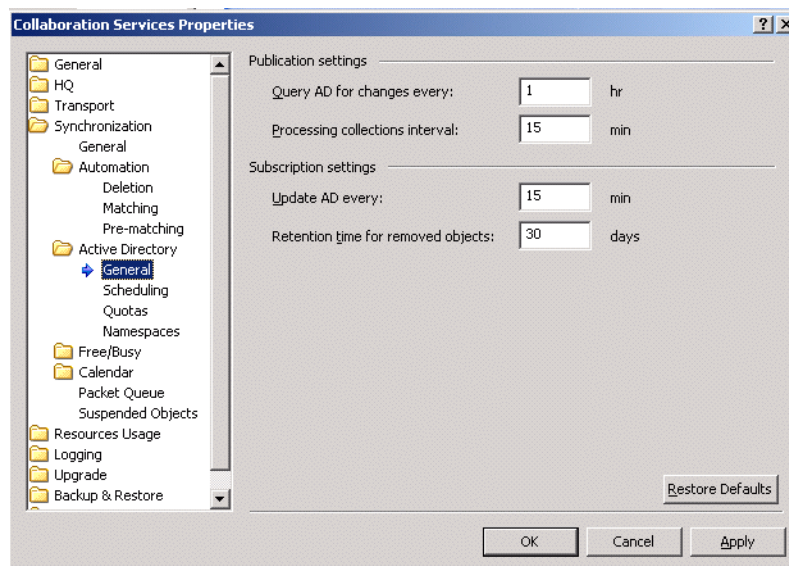 Collaboration Services Properties
General
HQ
Transport
Synchronization
General
Automation
Deletion
Matching
Pre-matching
Active Directory
General
Scheduling
Quotas
Namespaces
Free/Busy
Calendar
Packet Queue
Suspended Objects
Resources Usage
Logging
Upgrade
Backup & Restore
Publication settings
Query AD for changes every: 1 hr
Processing collections interval: 15 min
Subscription settings
Update AD every: 15 min
Retention time for removed objects: 30 days
Restore Defaults
OK Cancel Apply